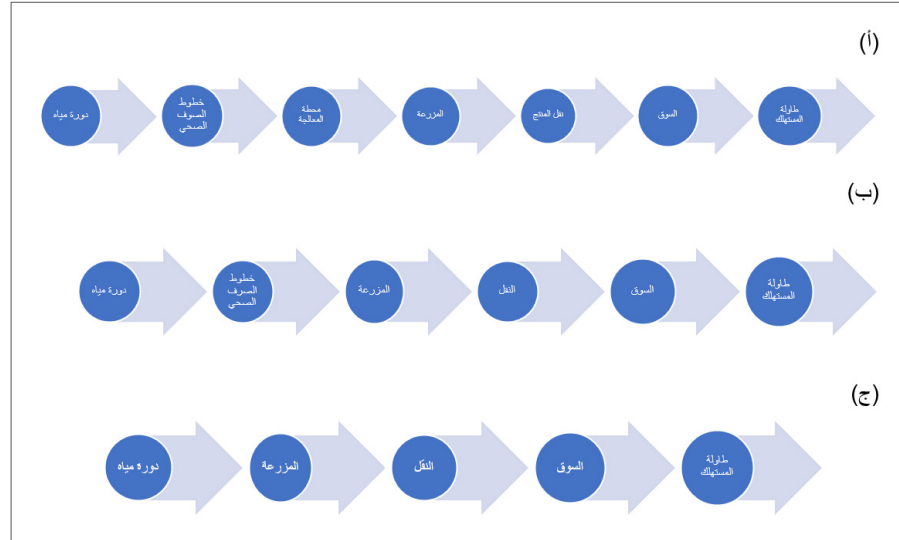 (أ)
دورة مياه
خطوط
الصرف
الصحي
محطة
المعالجة
المزرعة
نقل المنتج
السوق
طاولة
المستهلك
(ب)
دورة مياه
خطوط
الصرف
الصحي
المزرعة
النقل
السوق
طاولة
المستهلك
(ج)
دورة مياه
المزرعة
النقل
السوق
طاولة
المستهلك